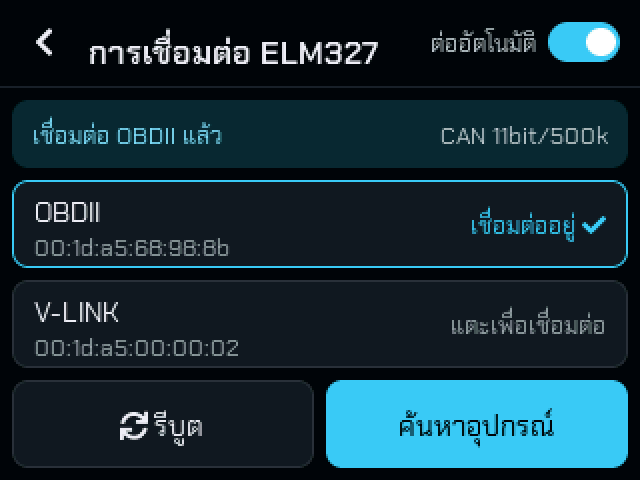 การเชื่อมต่อ ELM327
ต่ออัตโนมัติ
เชื่อมต่อ OBDII แล้ว
CAN 11bit/500k
OBDII
00:1d:a5:68:98:8b
เชื่อมต่ออยู่
V-LINK
00:1d:a5:00:00:02
แตะเพื่อเชื่อมต่อ
รีบูต
ค้นหาอุปกรณ์